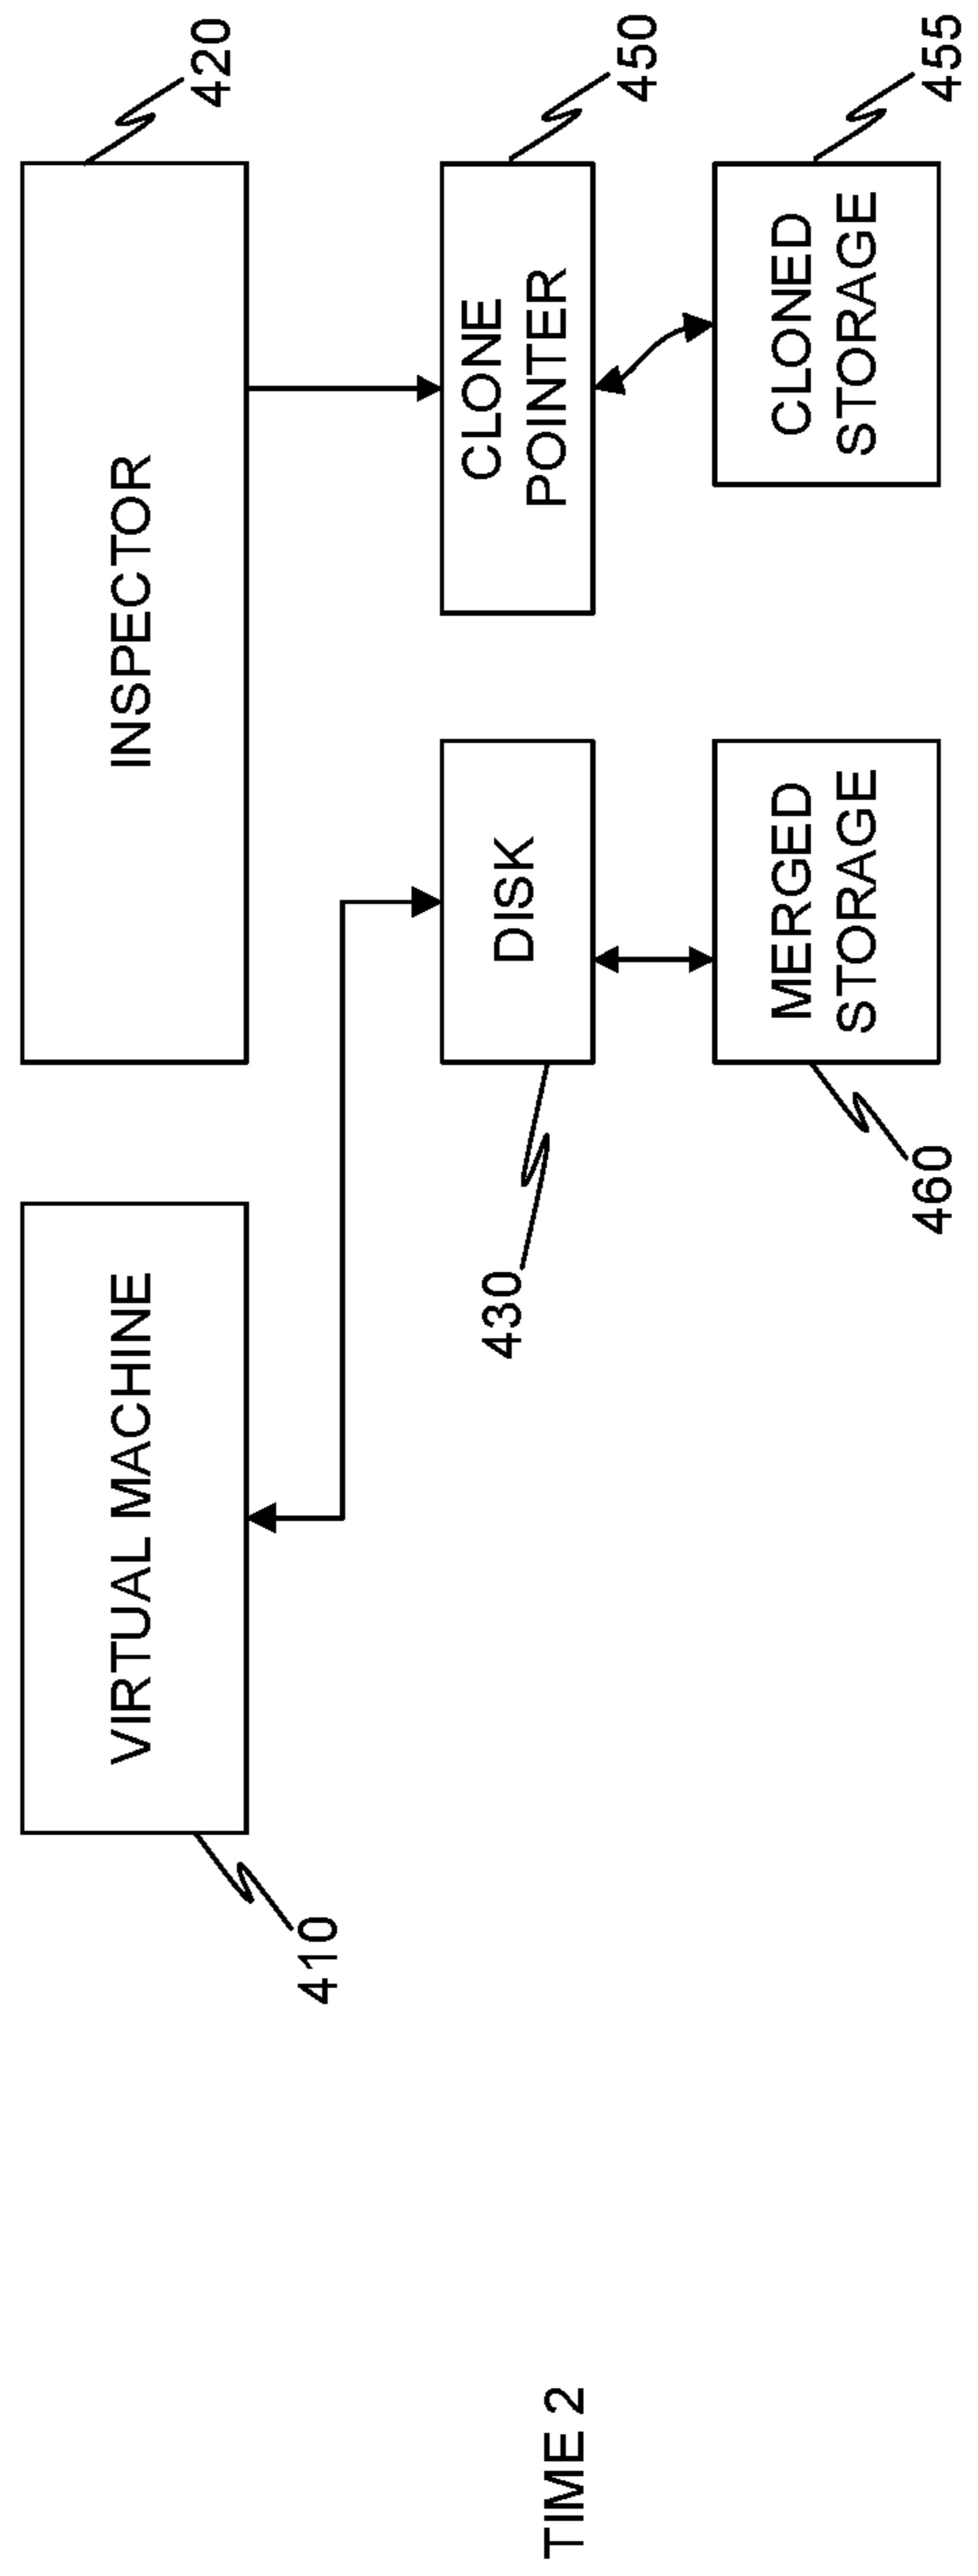 VIRTUAL MACHINE
INSPECTOR
420
410
DISK
CLONE
POINTER
450
430
MERGED
STORAGE
CLONED
STORAGE
455
460
TIME 2